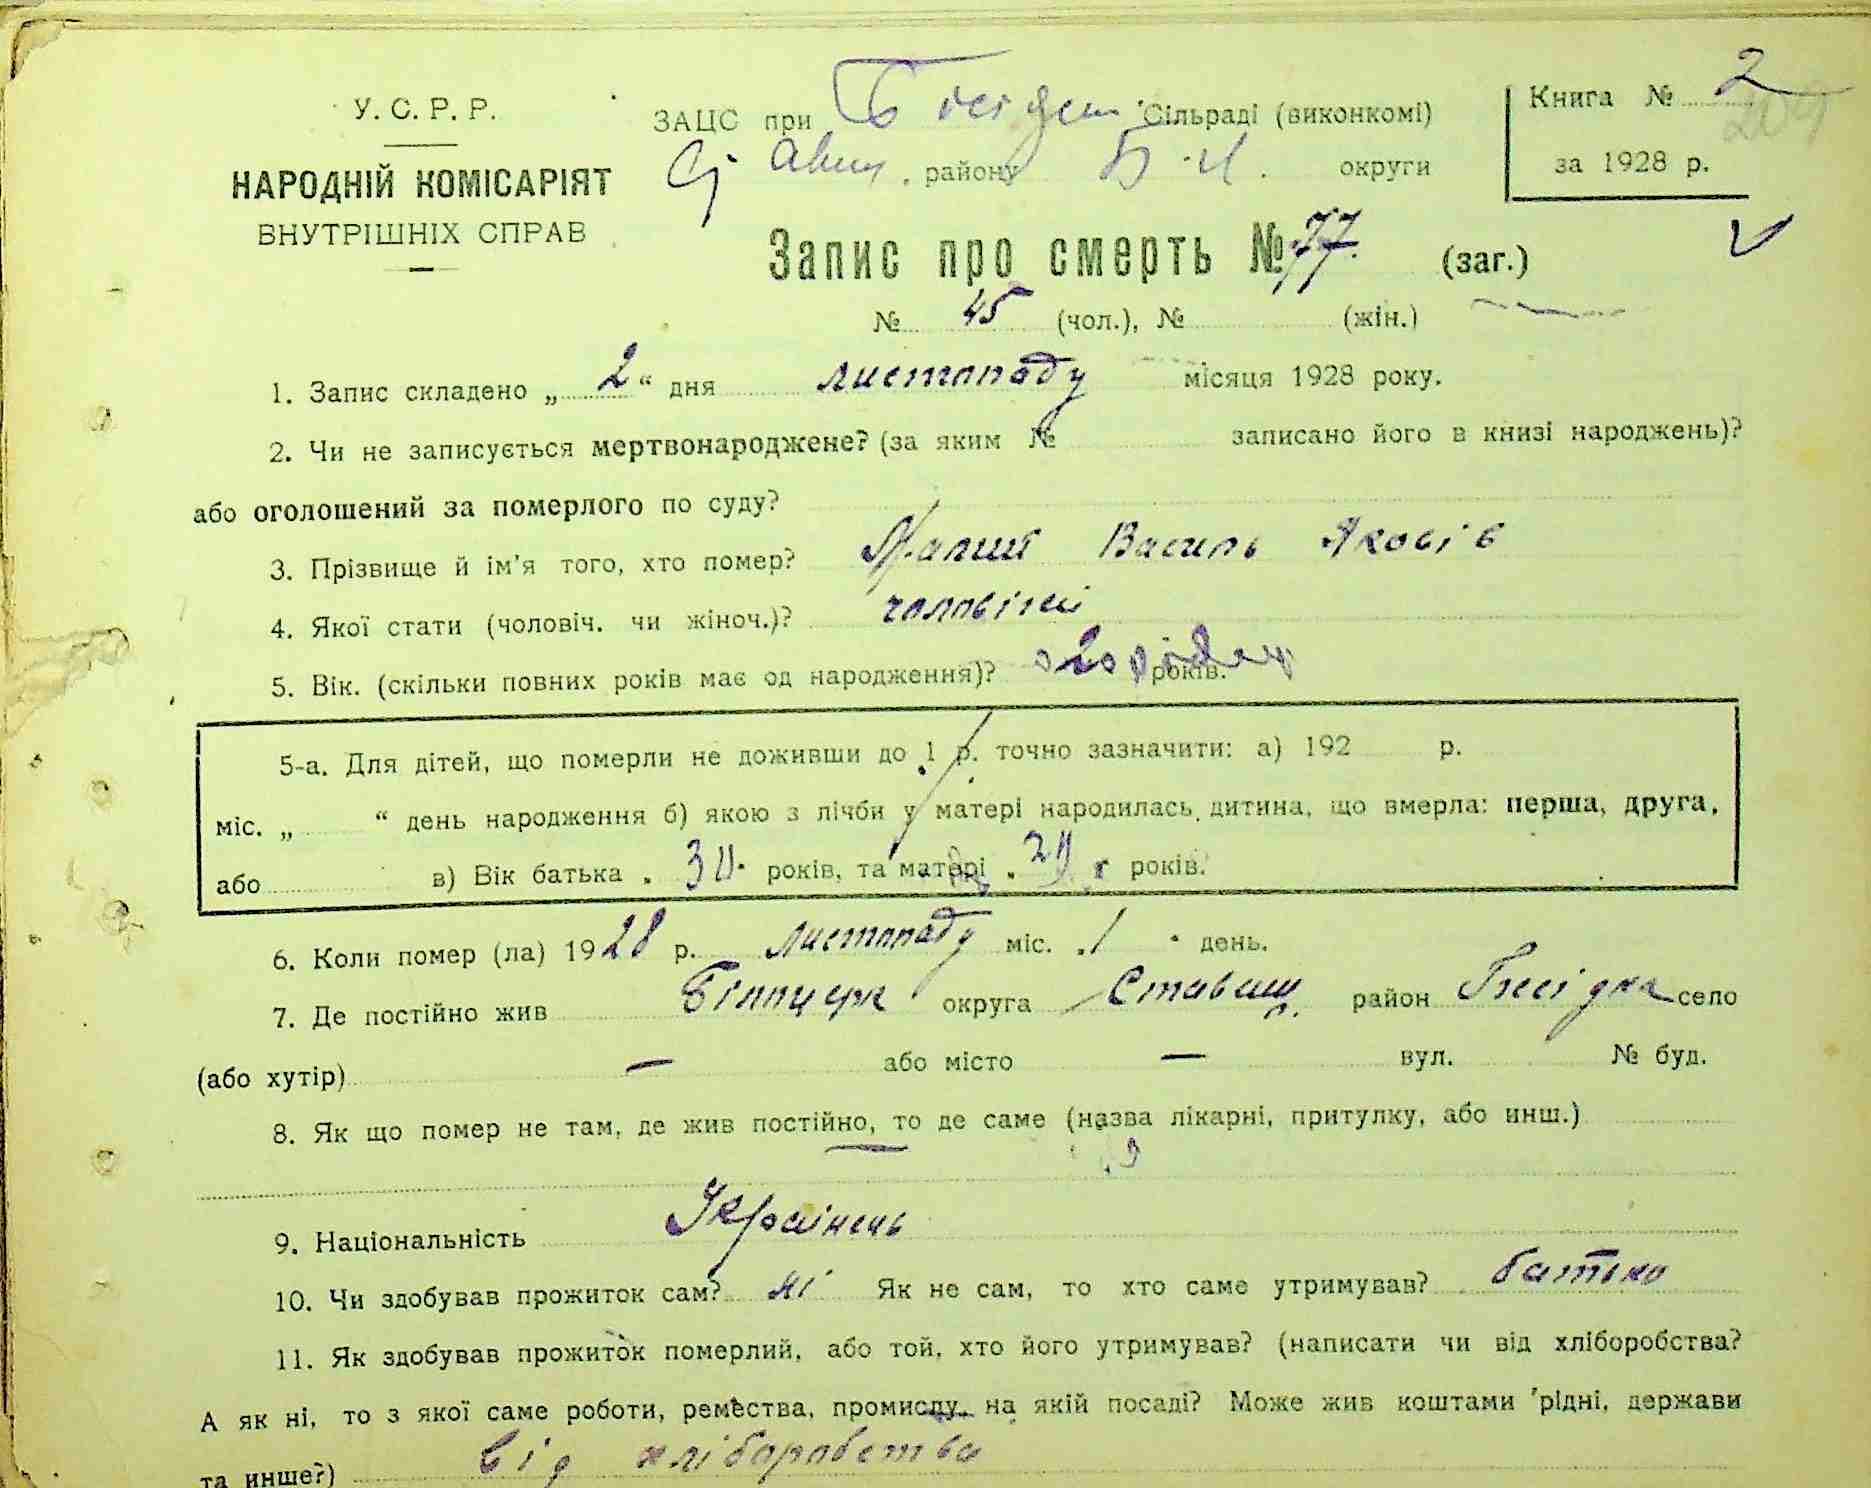 У. С. Р. Р.
НАРОДНІЙ КОМІСАРІЯТ
ВНУТРІШНІХ СПРАВ
ЗАЦС при Бесідск Сільраді (виконкомі)
Ставищ. району Б-Ц. округи
Книга № 2
209
за 1928 р.
Запис про смерть № 77. (заг.)
№ 45 (чол.), № (жін.)
1. Запис складено „ 2 “ дня листопаду місяця 1928 року.
2. Чи не записується мертвонароджене? (за яким № записано його в книзі народжень)?
або оголошений за померлого по суду?
3. Прізвище й ім'я того, хто помер? Малий Василь Яковів
4. Якої стати (чоловіч. чи жіноч.)? чоловічої
5. Вік. (скільки повних років має од народження)? років.
5-а. Для дітей, що померли не доживши до 1 р. точно зазначити: а) 192 р.
міс. „ “ день народження б) якою з лічби у матері народилась дитина, що вмерла: перша, друга,
або в) Вік батька років, та матері років.
6. Коли помер (ла) 1928 р. листопаду міс. 1 день.
7. Де постійно жив Білоцерк округа Ставищ. район Бесідка село
(або хутір) — або місто — вул. № буд.
8. Як що помер не там, де жив постійно, то де саме (назва лікарні, притулку, або инш.)
9. Національність Українець
10. Чи здобував прожиток сам? ні Як не сам, то хто саме утримував? батько
11. Як здобував прожиток померлий, або той, хто його утримував? (написати чи від хліборобства?
А як ні, то з якої саме роботи, ремества, промислу, на якій посаді? Може жив коштами рідні, держави
та инше?) від хліборобства